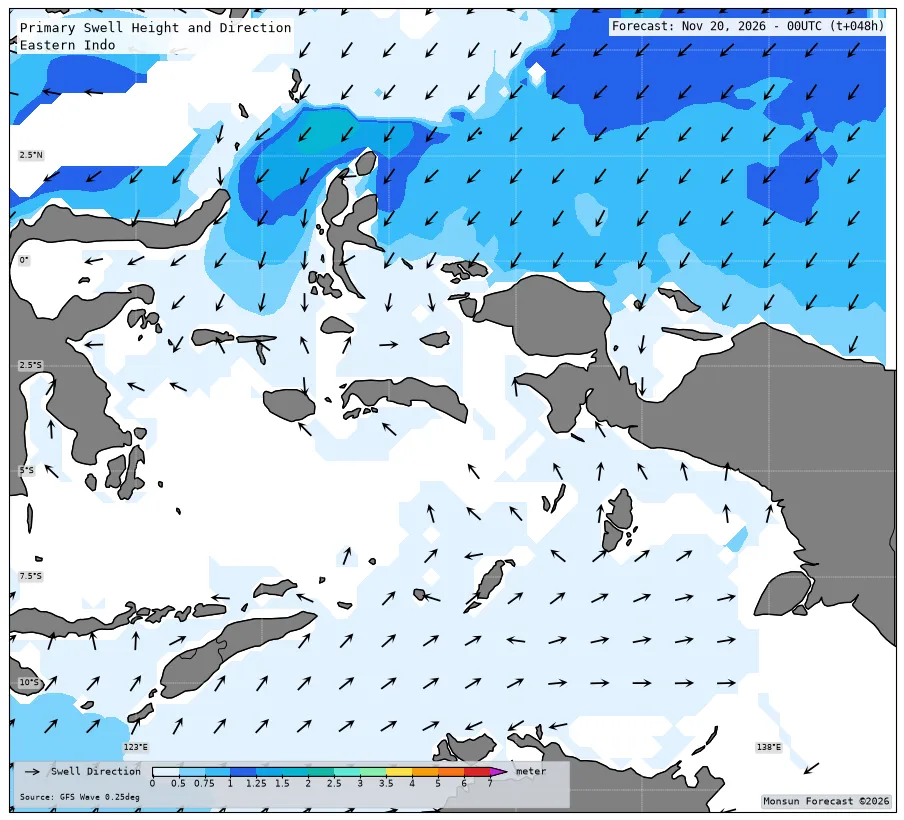 Primary Swell Height and Direction
Eastern Indo
Forecast: Nov 20, 2026 - 00UTC (t+048h)
2.5°N
0°
2.5°S
5°S
7.5°S
10°S
123°E
138°E
Swell Direction
0 0.5 0.75 1 1.25 1.5 2 2.5 3 3.5 4 5 6 7
meter
Source: GFS Wave 0.25deg
Monsun Forecast ©2026